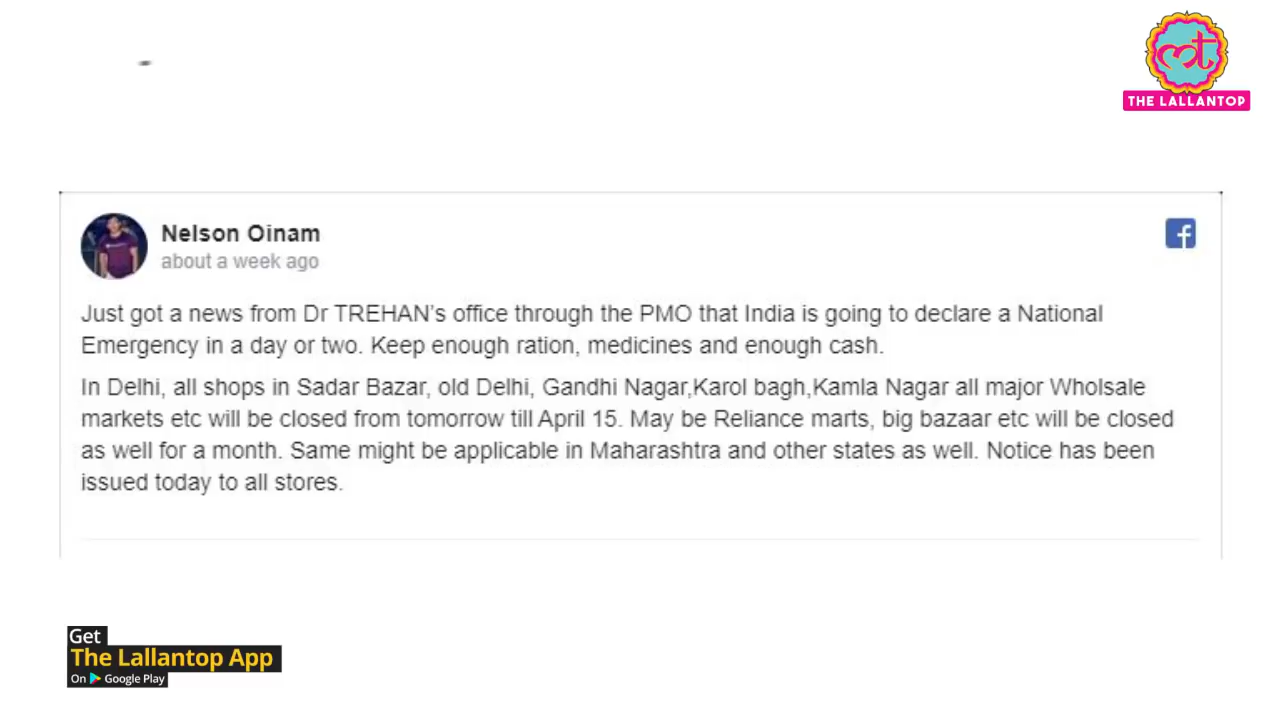 THE LALLANTOP
Nelson Oinam
about a week ago
Just got a news from Dr TREHAN's office through the PMO that India is going to declare a National
Emergency in a day or two. Keep enough ration, medicines and enough cash.
In Delhi, all shops in Sadar Bazar, old Delhi, Gandhi Nagar,Karol bagh,Kamla Nagar all major Wholsale
markets etc will be closed from tomorrow till April 15. May be Reliance marts, big bazaar etc will be closed
as well for a month. Same might be applicable in Maharashtra and other states as well. Notice has been
issued today to all stores.
Get
The Lallantop App
On Google Play